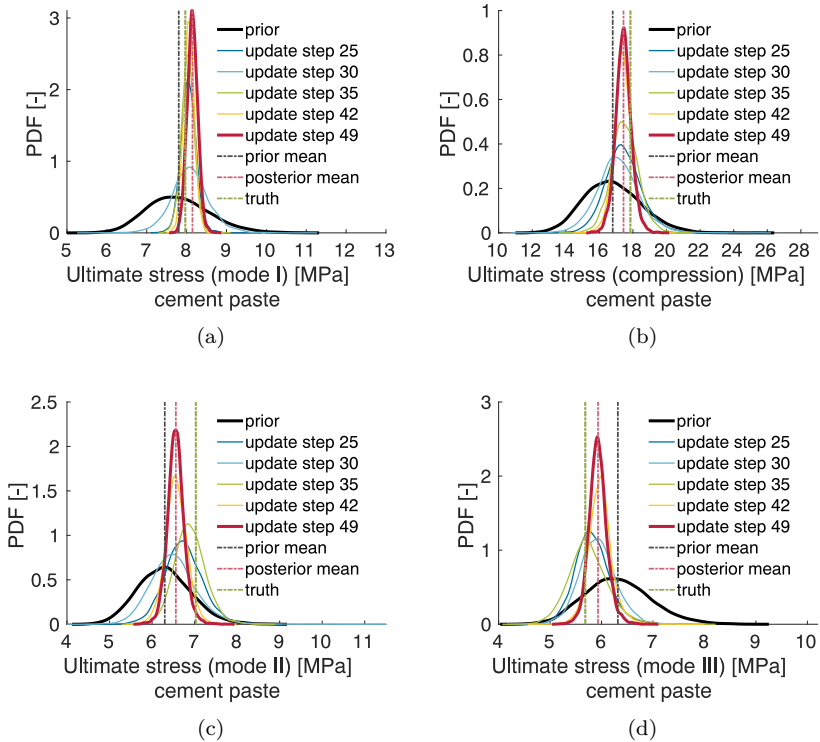 3
2
1
0
PDF [-]
5 6 7 8 9 10 11 12 13
Ultimate stress (mode I) [MPa]
cement paste
prior
update step 25
update step 30
update step 35
update step 42
update step 49
prior mean
posterior mean
truth
(a)
1
0.8
0.6
0.4
0.2
0
PDF [-]
10 12 14 16 18 20 22 24 26 28
Ultimate stress (compression) [MPa]
cement paste
prior
update step 25
update step 30
update step 35
update step 42
update step 49
prior mean
posterior mean
truth
(b)
2.5
2
1.5
1
0.5
0
PDF [-]
4 5 6 7 8 9 10 11
Ultimate stress (mode II) [MPa]
cement paste
prior
update step 25
update step 30
update step 35
update step 42
update step 49
prior mean
posterior mean
truth
(c)
3
2
1
0
PDF [-]
4 5 6 7 8 9 10
Ultimate stress (mode III) [MPa]
cement paste
prior
update step 25
update step 30
update step 35
update step 42
update step 49
prior mean
posterior mean
truth
(d)